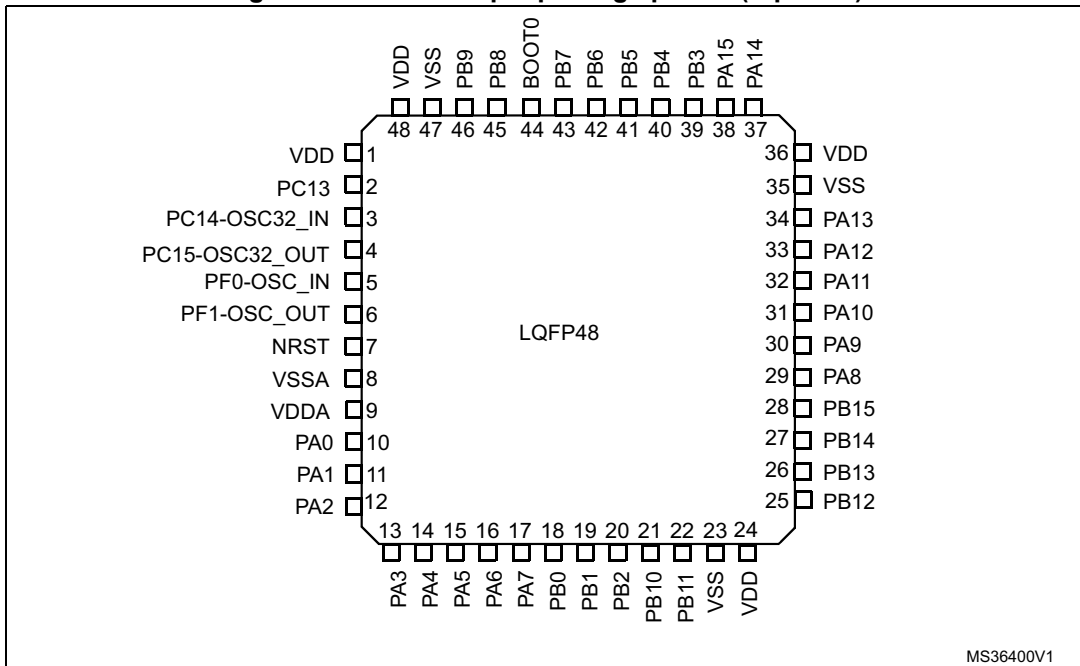 VDD
VSS
PB9
PB8
BOOT0
PB7
PB6
PB5
PB4
PB3
PA15
PA14
48 47 46 45 44 43 42 41 40 39 38 37
VDD 1
PC13 2
PC14-OSC32_IN 3
PC15-OSC32_OUT 4
PF0-OSC_IN 5
PF1-OSC_OUT 6
NRST 7
VSSA 8
VDDA 9
PA0 10
PA1 11
PA2 12
LQFP48
36 VDD
35 VSS
34 PA13
33 PA12
32 PA11
31 PA10
30 PA9
29 PA8
28 PB15
27 PB14
26 PB13
25 PB12
13 14 15 16 17 18 19 20 21 22 23 24
PA3
PA4
PA5
PA6
PA7
PB0
PB1
PB2
PB10
PB11
VSS
VDD
MS36400V1